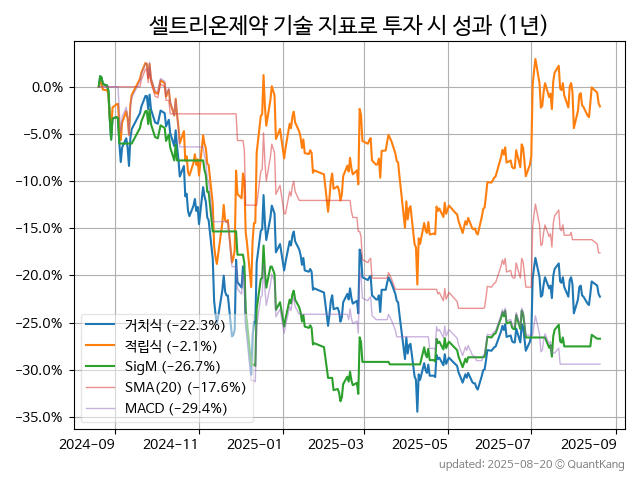 셀트리온제약 기술 지표로 투자 시 성과 (1년)
0.0%
−5.0%
−10.0%
−15.0%
−20.0%
−25.0%
−30.0%
−35.0%
거치식 (−22.3%)
적립식 (−2.1%)
SigM (−26.7%)
SMA(20) (−17.6%)
MACD (−29.4%)
2024-09 2024-11 2025-01 2025-03 2025-05 2025-07 2025-09
updated: 2025-08-20 © QuantKang